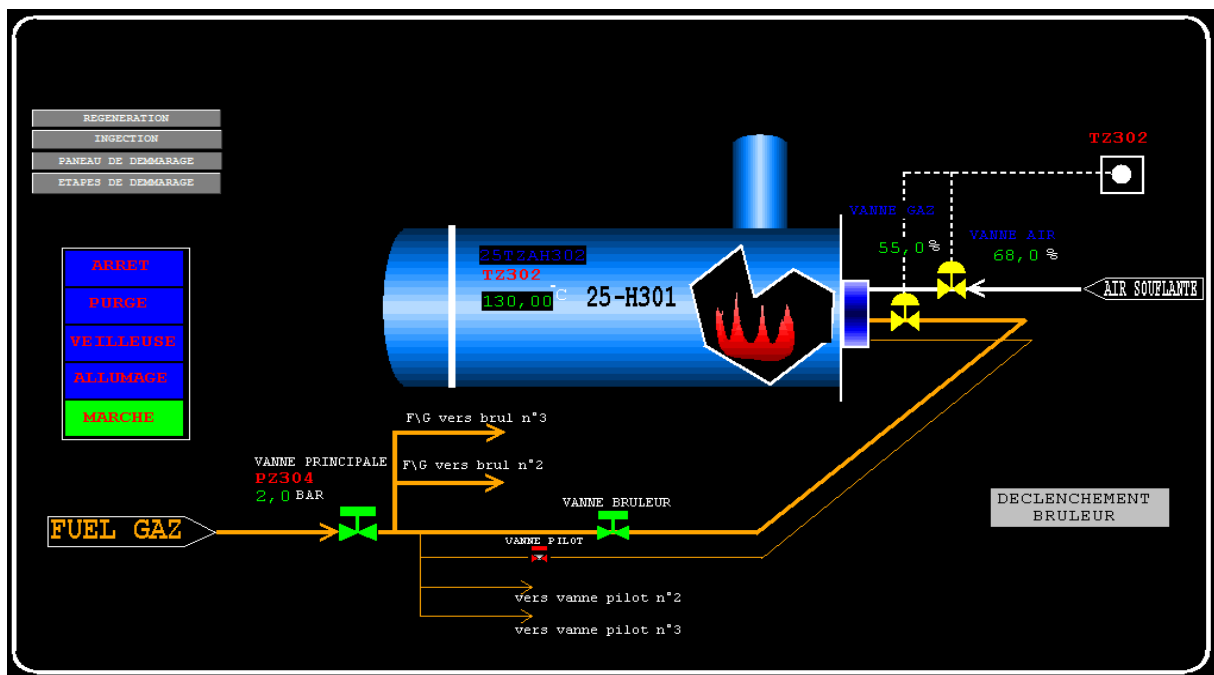 REGENERATION
INGECTION
PANEAU DE DEMMARAGE
ETAPES DE DEMMARAGE
TZ302
VANNE GAZ
55,0 %
VANNE AIR
68,0 %
AIR SOUFLANTE
25TZAH302
TZ302
130,00 °C
25-H301
ARRET
PURGE
VEILLEUSE
ALLUMAGE
MARCHE
F\G vers brul n°3
VANNE PRINCIPALE
PZ304
2,0 BAR
F\G vers brul n°2
VANNE BRULEUR
DECLENCHEMENT
BRULEUR
FUEL GAZ
VANNE PILOT
vers vanne pilot n°2
vers vanne pilot n°3